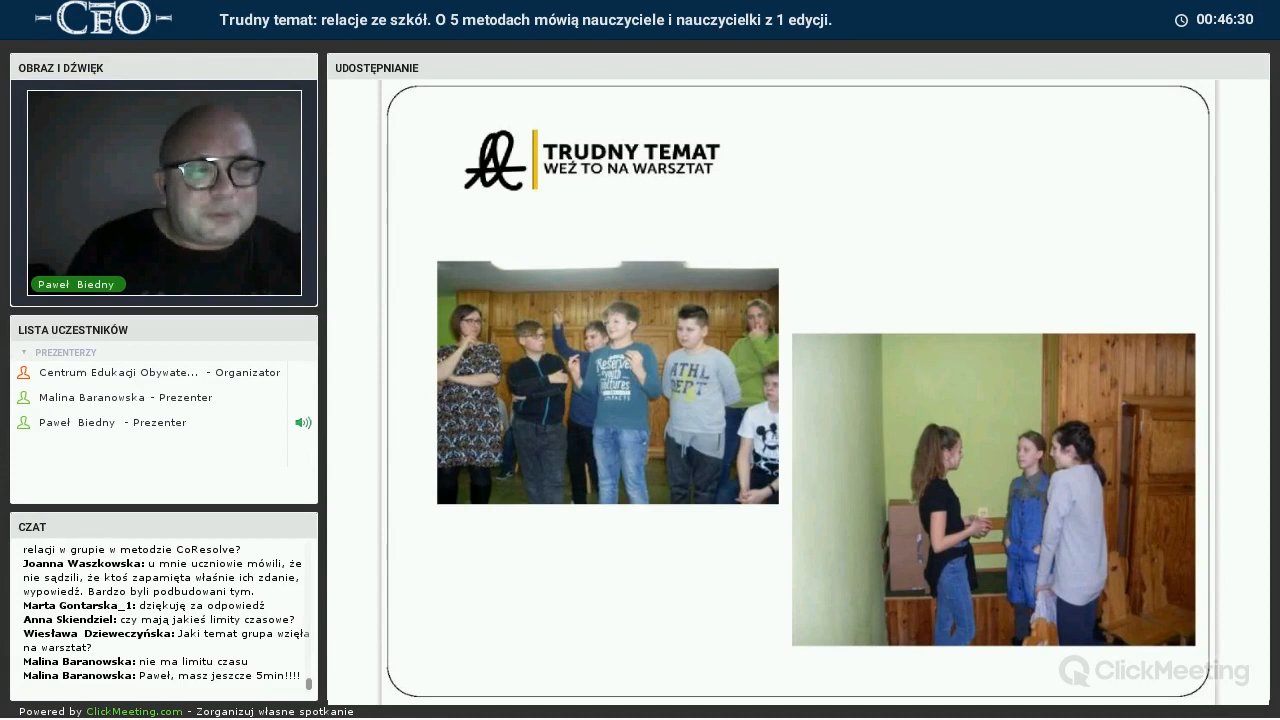 CEO
Trudny temat: relacje ze szkół. O 5 metodach mówią nauczyciele i nauczycielki z 1 edycji.
00:46:30
OBRAZ I DŹWIĘK
Paweł Biedny
LISTA UCZESTNIKÓW
PREZENTERZY
Centrum Edukacji Obywate... - Organizator
Malina Baranowska - Prezenter
Paweł Biedny - Prezenter
CZAT
relacji w grupie w metodzie CoResolve?
Joanna Waszkowska: u mnie uczniowie mówili, że
nie sądzili, że ktoś zapamięta właśnie ich zdanie,
wypowiedź. Bardzo byli podbudowani tym.
Marta Gontarska_1: dziękuję za odpowiedź
Anna Skiendziel: czy mają jakieś limity czasowe?
Wiesława Dzieweczyńska: Jaki temat grupa wzięła
na warsztat?
Malina Baranowska: nie ma limitu czasu
Malina Baranowska: Paweł, masz jeszcze 5min!!!!
Powered by ClickMeeting.com - Zorganizuj własne spotkanie
UDOSTĘPNIANIE
TRUDNY TEMAT
WEŹ TO NA WARSZTAT
ATHL
DEPT
ClickMeeting